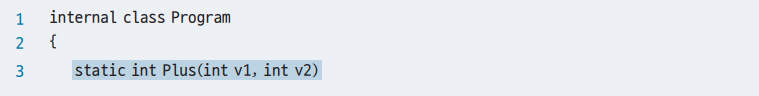 1 internal class Program
2 {
3 static int Plus(int v1, int v2)